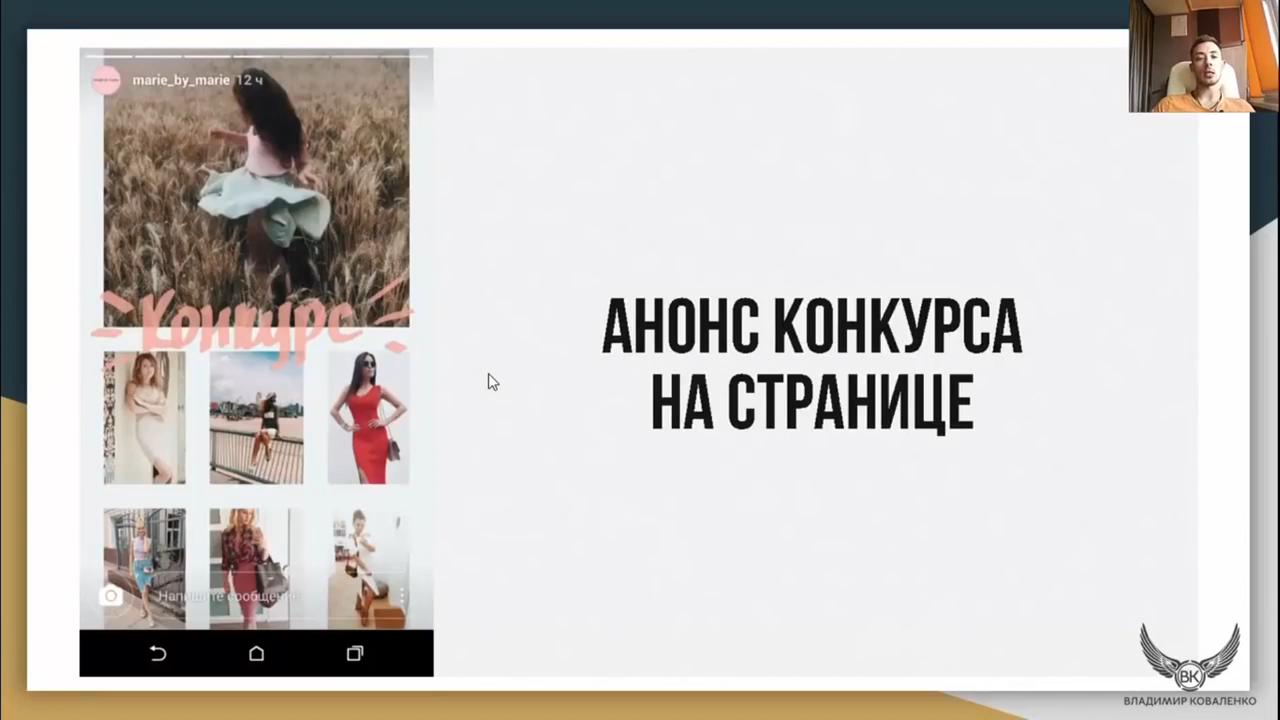 marie_by_marie 12 ч
Конкурс
Напишите сообщение
АНОНС КОНКУРСА
НА СТРАНИЦЕ
ВК
ВЛАДИМИР КОВАЛЕНКО